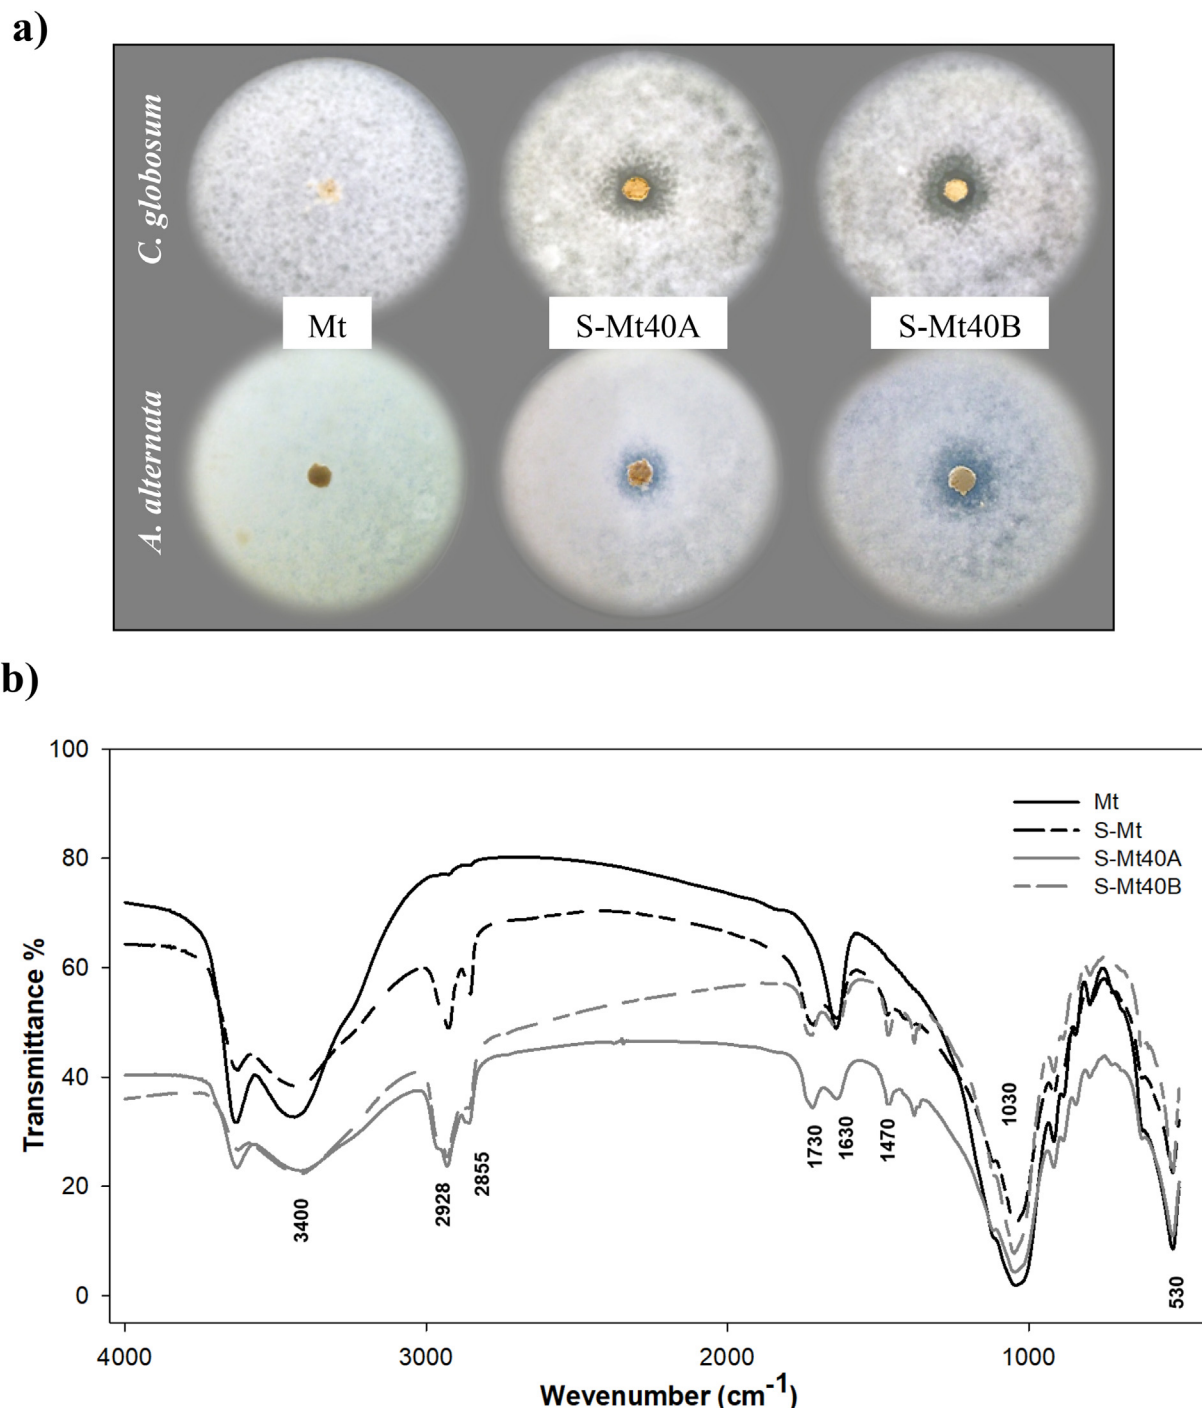 a)
C. globosum
Mt
S-Mt40A
S-Mt40B
A. alternata
b)
Transmittance %
100
80
60
40
20
0
Mt
S-Mt
S-Mt40A
S-Mt40B
3400
2928
2855
1730
1630
1470
1030
530
4000
3000
2000
1000
Wevenumber (cm-1)